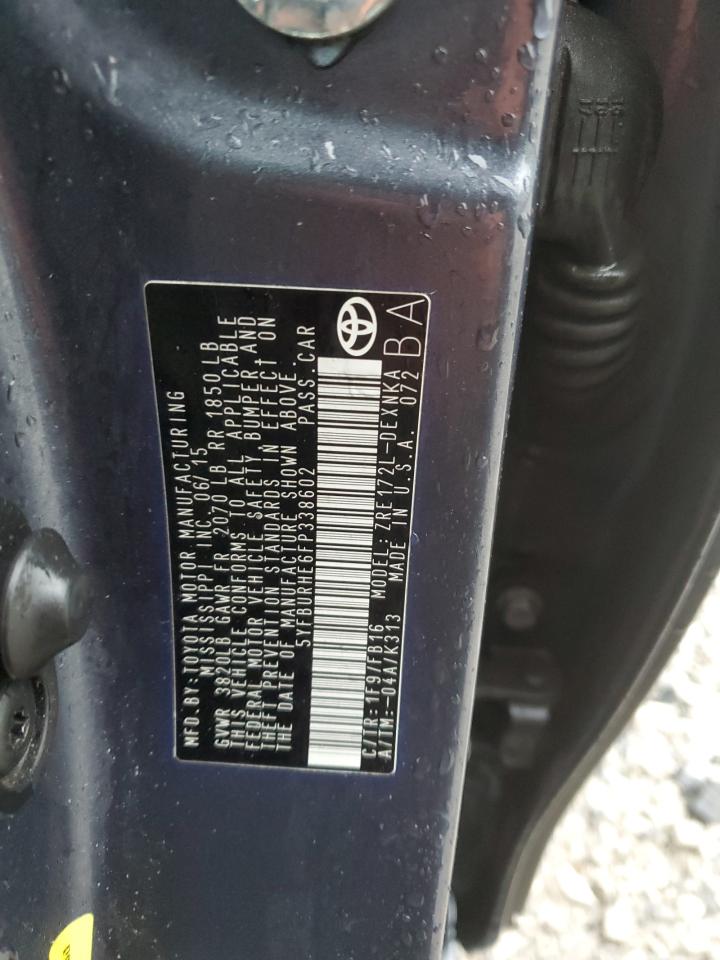 MFD. BY: TOYOTA MOTOR MANUFACTURING
MISSISSIPPI INC. 06/15
GVWR 3820LB GAWR FR 2070 LB RR 1850 LB
THIS VEHICLE CONFORMS TO ALL APPLICABLE
FEDERAL MOTOR VEHICLE SAFETY, BUMPER AND
THEFT PREVENTION STANDARDS IN EFFECT ON
THE DATE OF MANUFACTURE SHOWN ABOVE.
5YFBURHE6FP338602 PASS. CAR
C/TR: 1F9/FB16 MODEL: ZRE172L-DEXNKA
A/TM: -04A/K313 MADE IN U.S.A. 072
BA